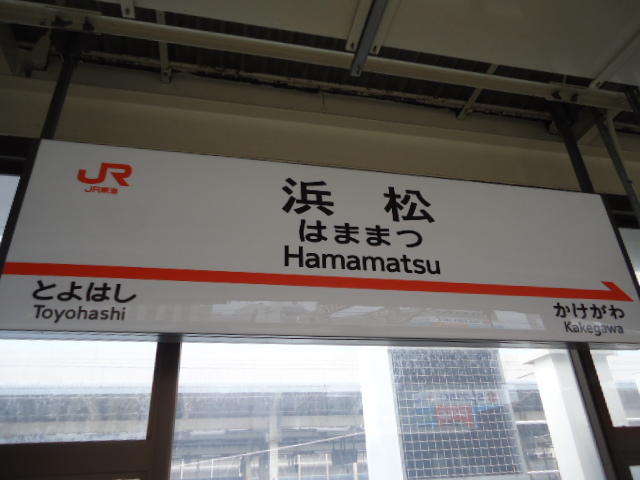 JR
JR東海
浜松
はままつ
Hamamatsu
とよはし
Toyohashi
かけがわ
Kakegawa